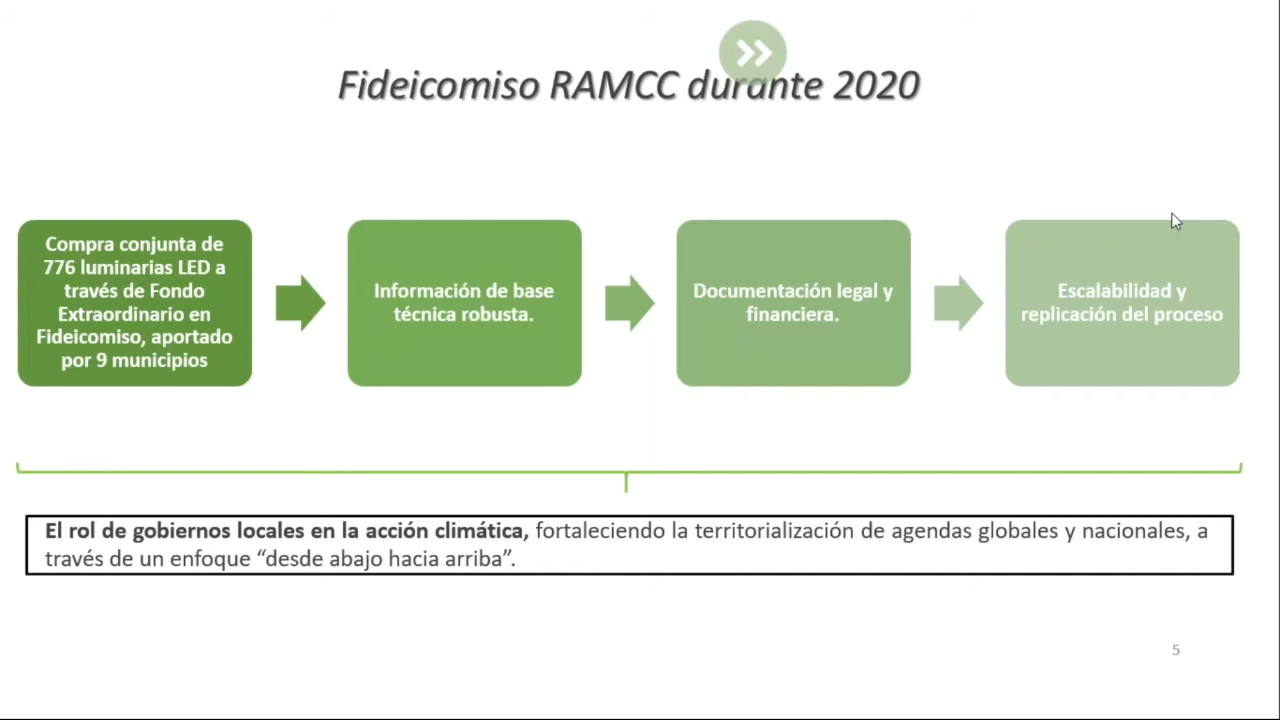 Fideicomiso RAMCC durante 2020
Compra conjunta de
776 luminarias LED a
través de Fondo
Extraordinario en
Fideicomiso, aportado
por 9 municipios
Información de base
técnica robusta.
Documentación legal y
financiera.
Escalabilidad y
replicación del proceso
El rol de gobiernos locales en la acción climática, fortaleciendo la territorialización de agendas globales y nacionales, a
través de un enfoque “desde abajo hacia arriba”.
5